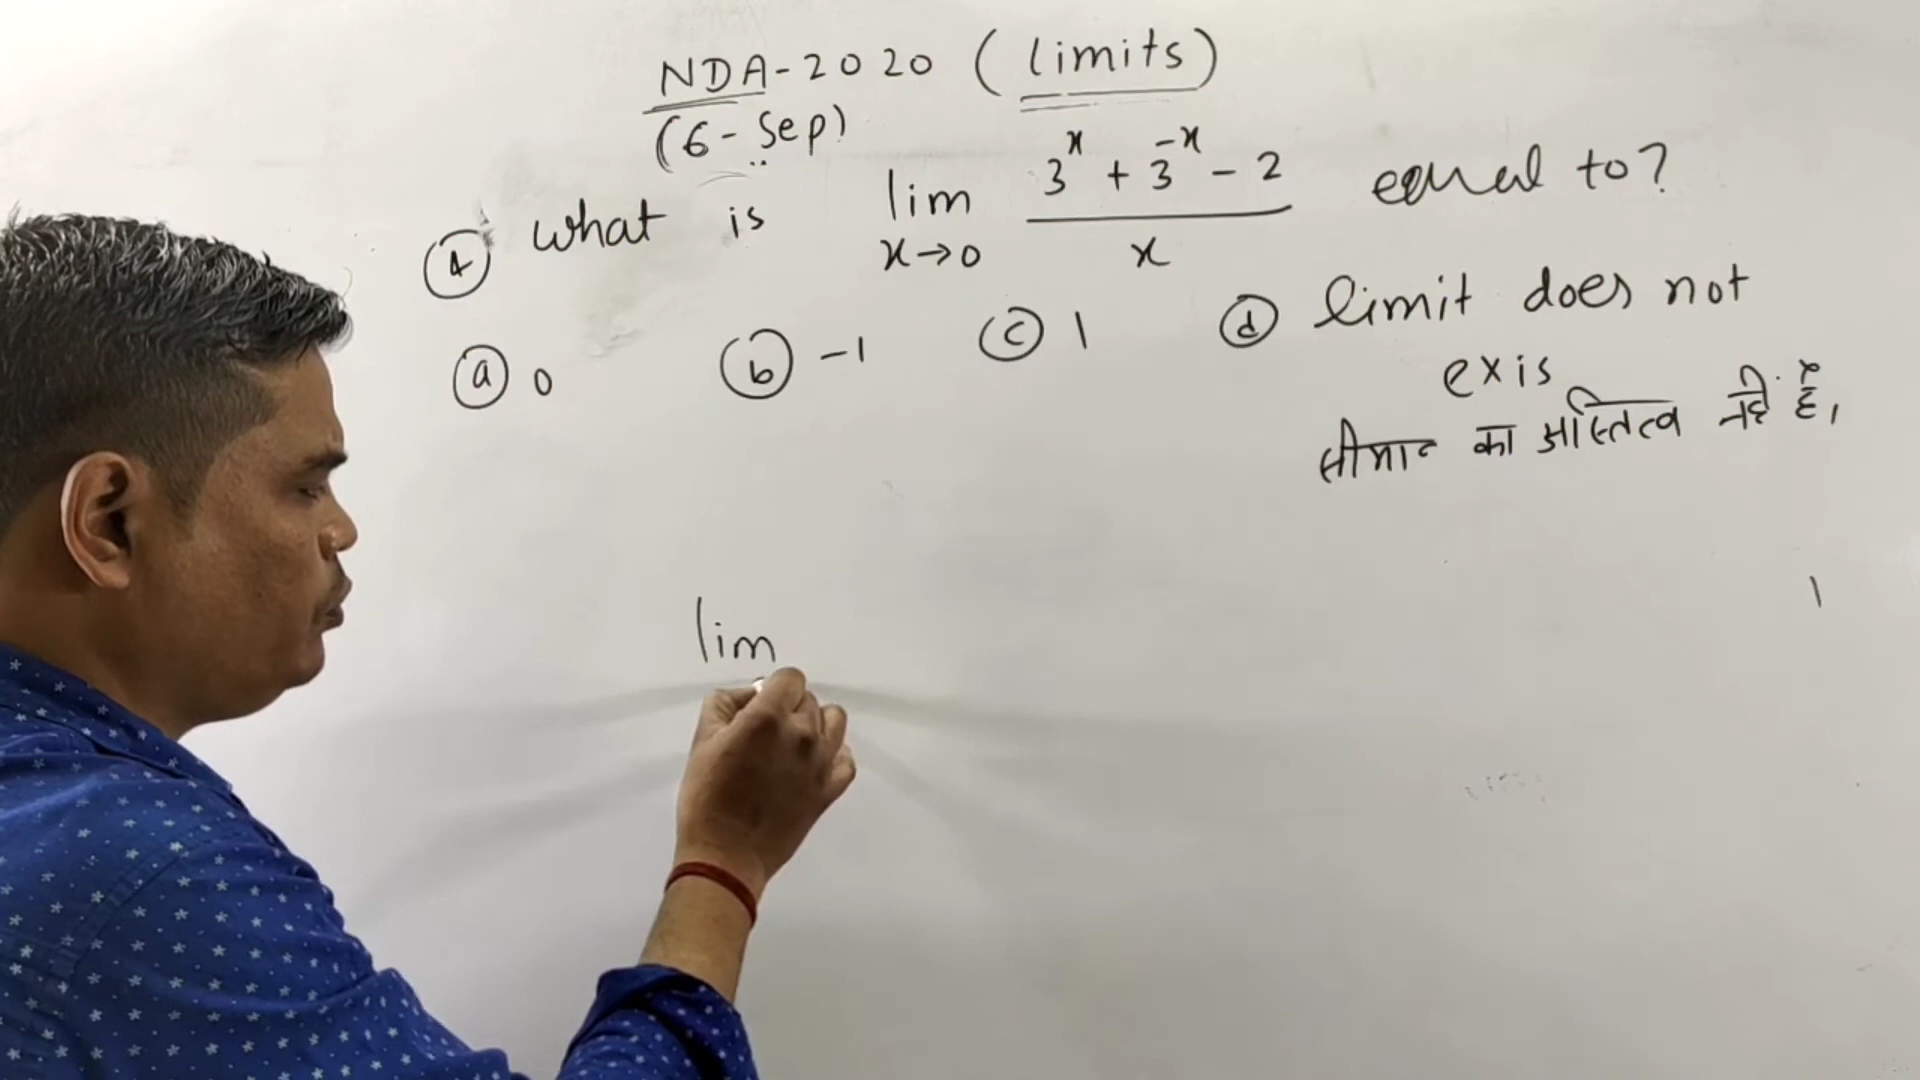 NDA-2020 (limits)
(6-Sep)
④ What is lim x→0 (3^x + 3^-x - 2)/x equal to?
ⓐ 0 ⓑ -1 ⓒ 1 ⓓ limit does not
exis
का अस्तित्व नही है,
1
lim